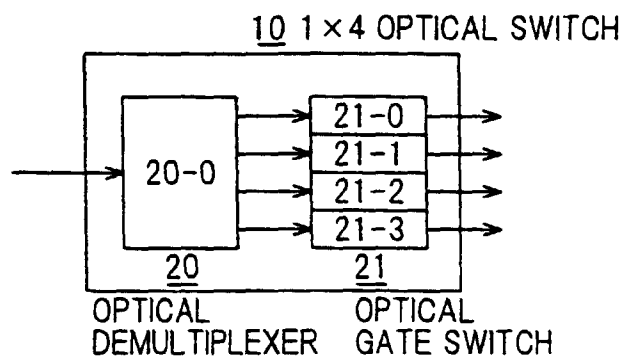 10 1×4 OPTICAL SWITCH
20-0
21-0
21-1
21-2
21-3
20
21
OPTICAL DEMULTIPLEXER
OPTICAL GATE SWITCH